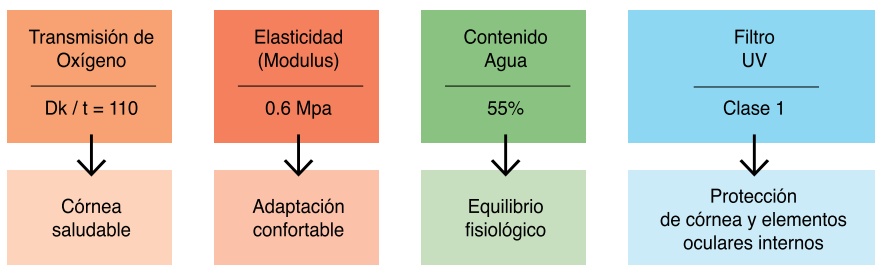 Transmisión de
Oxígeno
Dk / t = 110
Córnea
saludable
Elasticidad
(Modulus)
0.6 Mpa
Adaptación
confortable
Contenido
Agua
55%
Equilibrio
fisiológico
Filtro
UV
Clase 1
Protección
de córnea y elementos
oculares internos